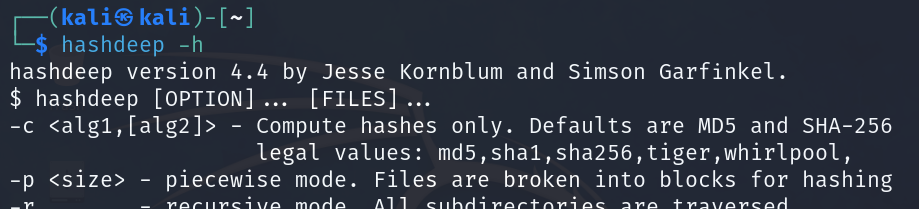 ┌──(kali㉿kali)-[~]
└─$ hashdeep -h
hashdeep version 4.4 by Jesse Kornblum and Simson Garfinkel.
$ hashdeep [OPTION]... [FILES]...
-c <alg1,[alg2]> - Compute hashes only. Defaults are MD5 and SHA-256
legal values: md5,sha1,sha256,tiger,whirlpool,
-p <size> - piecewise mode. Files are broken into blocks for hashing
-r - recursive mode. All subdirectories are traversed